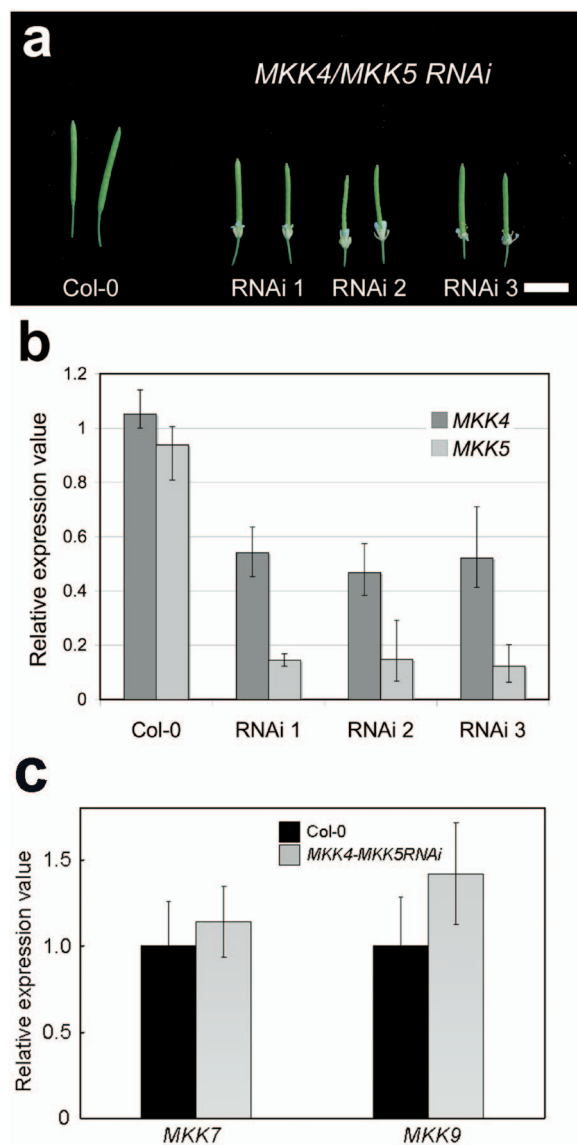 a
MKK4/MKK5 RNAi
Col-0 RNAi 1 RNAi 2 RNAi 3
b
Relative expression value
1.2
1
0.8
0.6
0.4
0.2
0
MKK4
MKK5
Col-0 RNAi 1 RNAi 2 RNAi 3
c
Relative expression value
1.5
1.0
0.5
0
Col-0
MKK4-MKK5RNAi
MKK7 MKK9